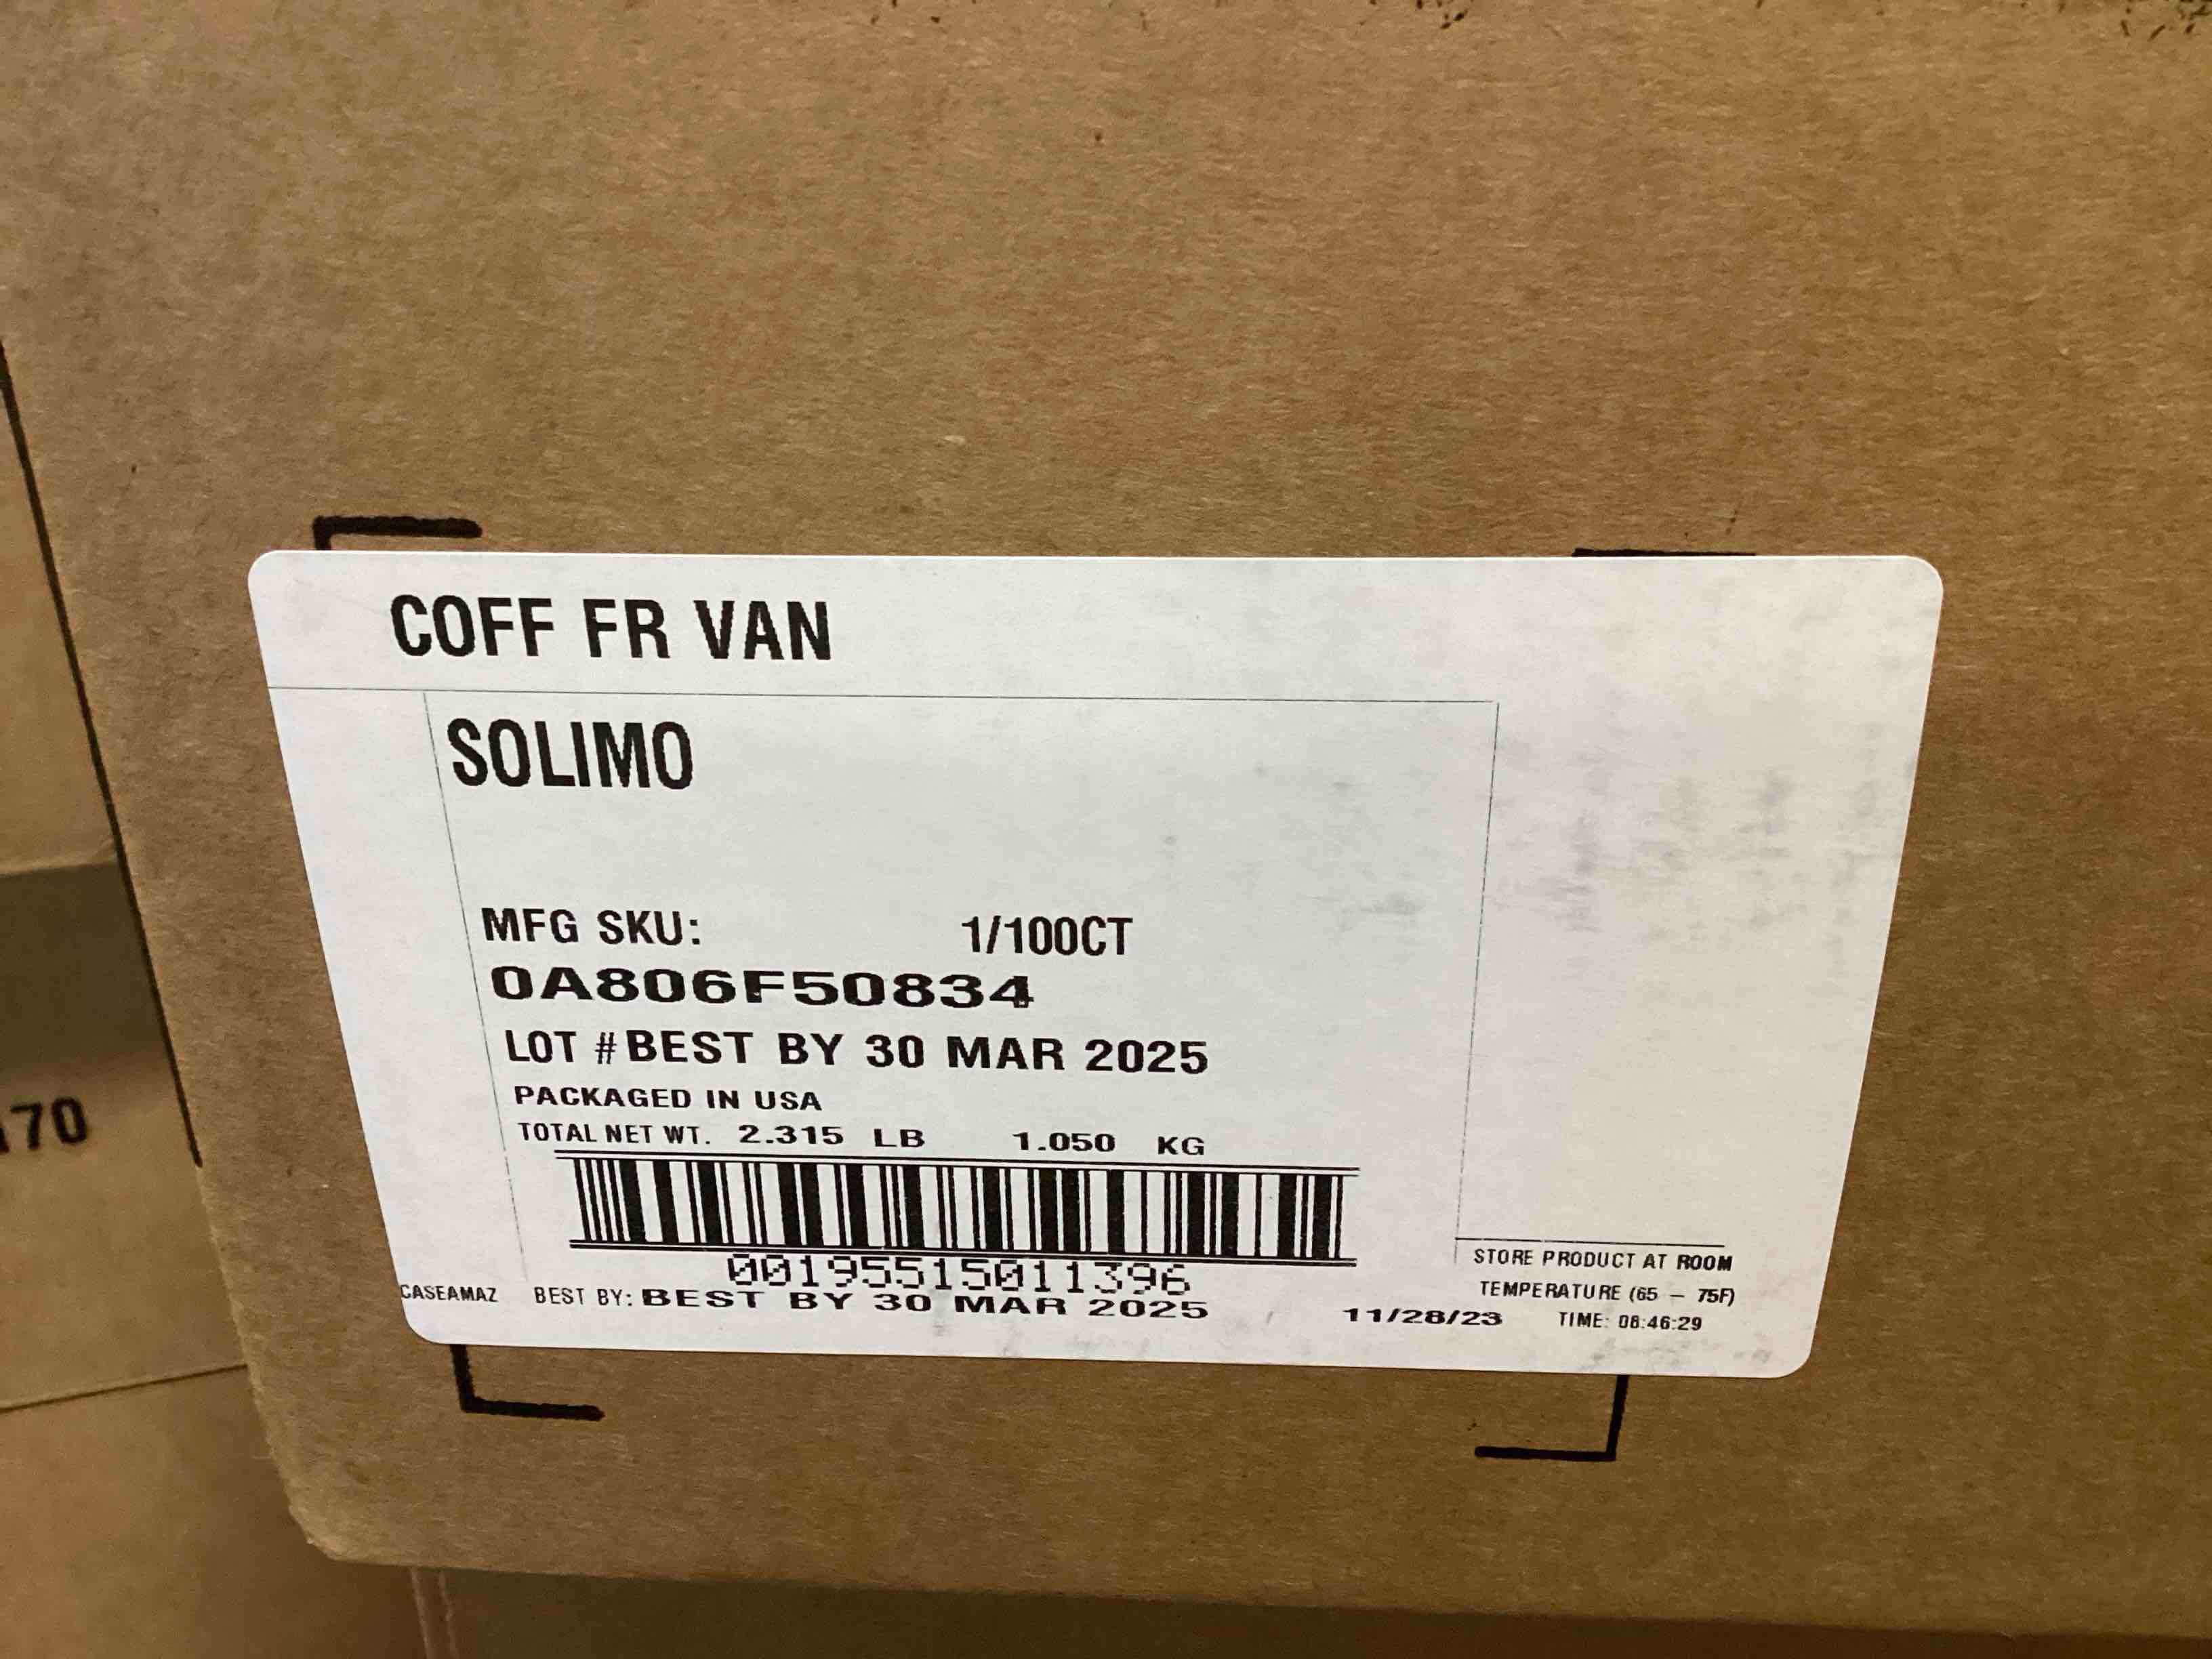 COFF FR VAN
SOLIMO
MFG SKU: 1/100CT
0A806F50834
LOT # BEST BY 30 MAR 2025
PACKAGED IN USA
TOTAL NET WT. 2.315 LB 1.050 KG
00195515011396
STORE PRODUCT AT ROOM
TEMPERATURE (65 – 75F)
CASEAMAZ BEST BY: BEST BY 30 MAR 2025 11/28/23 TIME: 08:46:29
70